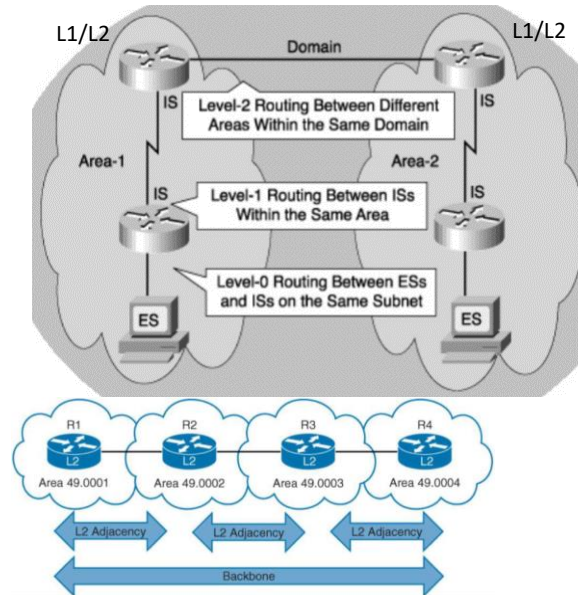 L1/L2
L1/L2
Domain
IS
IS
Level-2 Routing Between Different
Areas Within the Same Domain
Area-1
Area-2
IS
IS
Level-1 Routing Between ISs
Within the Same Area
Level-0 Routing Between ESs
and ISs on the Same Subnet
ES
ES
R1 R2 R3 R4
L2 L2 L2 L2
Area 49.0001 Area 49.0002 Area 49.0003 Area 49.0004
L2 Adjacency L2 Adjacency L2 Adjacency
Backbone